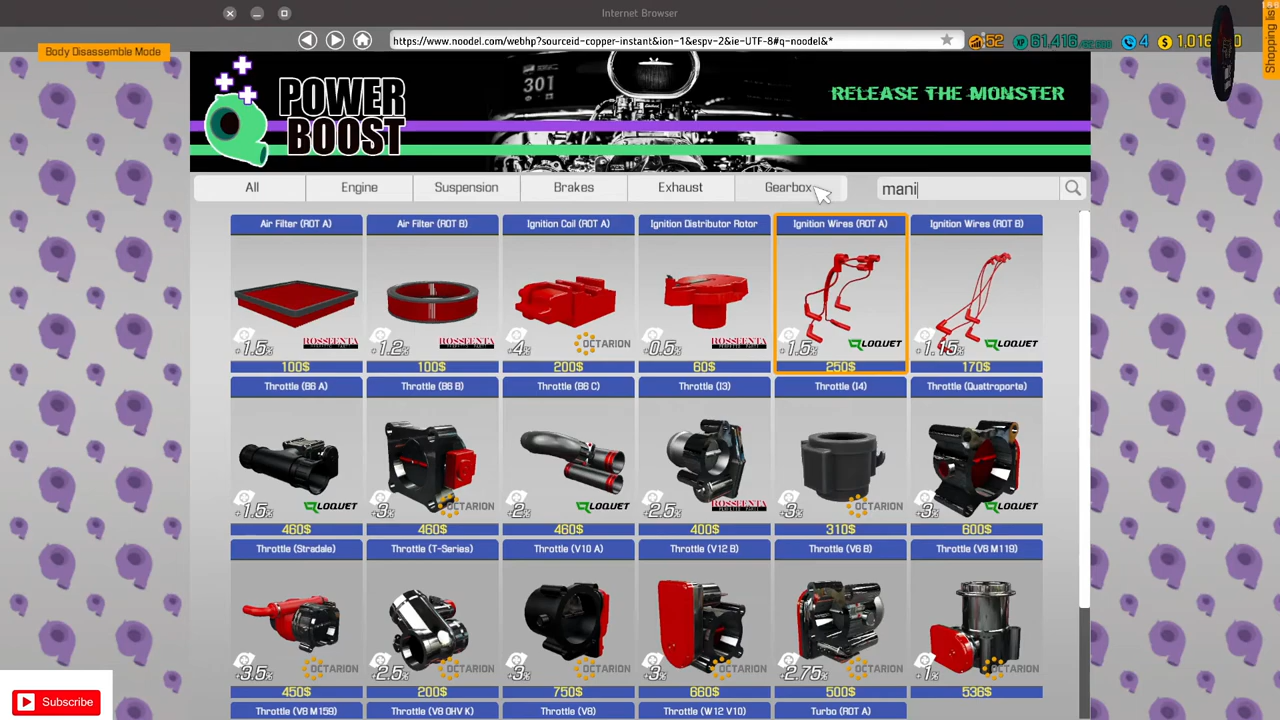 Internet Browser
Body Disassemble Mode
https://www.noodel.com/webhp?sourceid-copper-instant&ion-1&espv-2&ie-UTF-8#q-noodel&*
52
61,416
4
Shopping list
POWER BOOST
301
RELEASE THE MONSTER
All Engine Suspension Brakes Exhaust Gearbox mani
Air Filter (ROT A) Air Filter (ROT B) Ignition Coil (ROT A) Ignition Distributor Rotor Ignition Wires (ROT A) Ignition Wires (ROT B)
+1.5% ROSSFENTA +1.2% ROSSFENTA +4% OCTARION +0.5% ROSSFENTA +1.5% LOQUET +1.15% LOQUET
100$ 100$ 200$ 60$ 250$ 170$
Throttle (B6 A) Throttle (B6 B) Throttle (B6 C) Throttle (I3) Throttle (I4) Throttle (Quattroporte)
+1.5% LOQUET +3% OCTARION +2% LOQUET +2.5% ROSSFENTA +3% OCTARION +3% LOQUET
460$ 460$ 460$ 400$ 310$ 600$
Throttle (Stradale) Throttle (T-Series) Throttle (V10 A) Throttle (V12 B) Throttle (V6 B) Throttle (V8 M119)
+3.5% OCTARION +2.5% OCTARION +3% OCTARION +3% OCTARION +2.75% OCTARION +1% OCTARION
450$ 200$ 750$ 660$ 500$ 536$
Throttle (V8 M159) Throttle (V8 OHV K) Throttle (V8) Throttle (W12 V10) Turbo (ROT A)
Subscribe